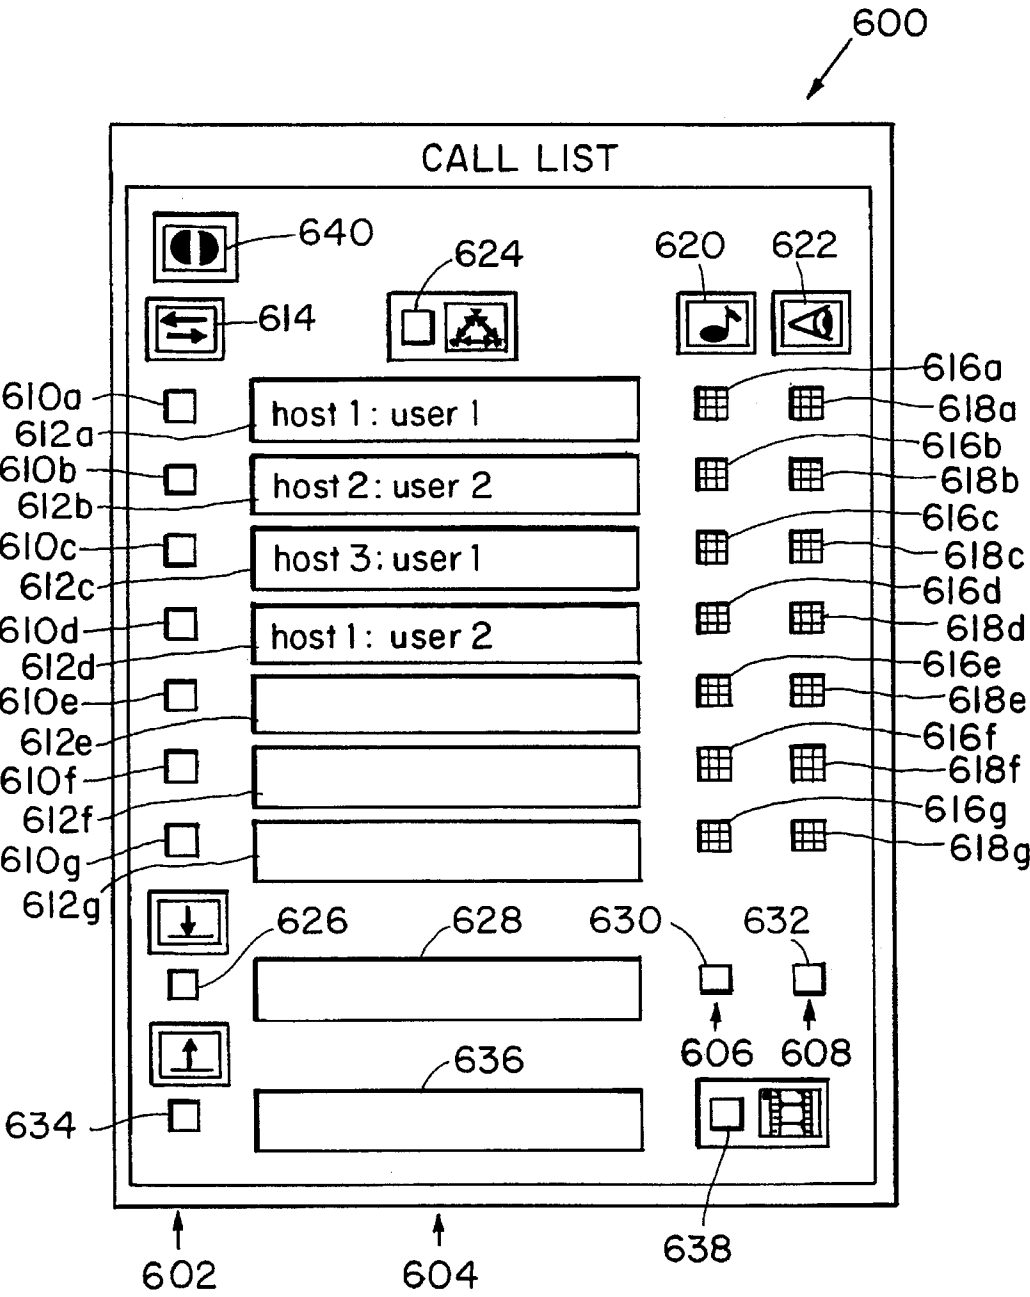 600
CALL LIST
640
624
620
622
614
616a
610a
618a
host 1: user 1
612a
616b
610b
618b
host 2: user 2
612b
616c
610c
618c
host 3: user 1
612c
616d
610d
618d
host 1: user 2
612d
616e
610e
618e
612e
616f
610f
618f
612f
616g
610g
618g
612g
626
628
630
632
606
608
636
634
638
602
604